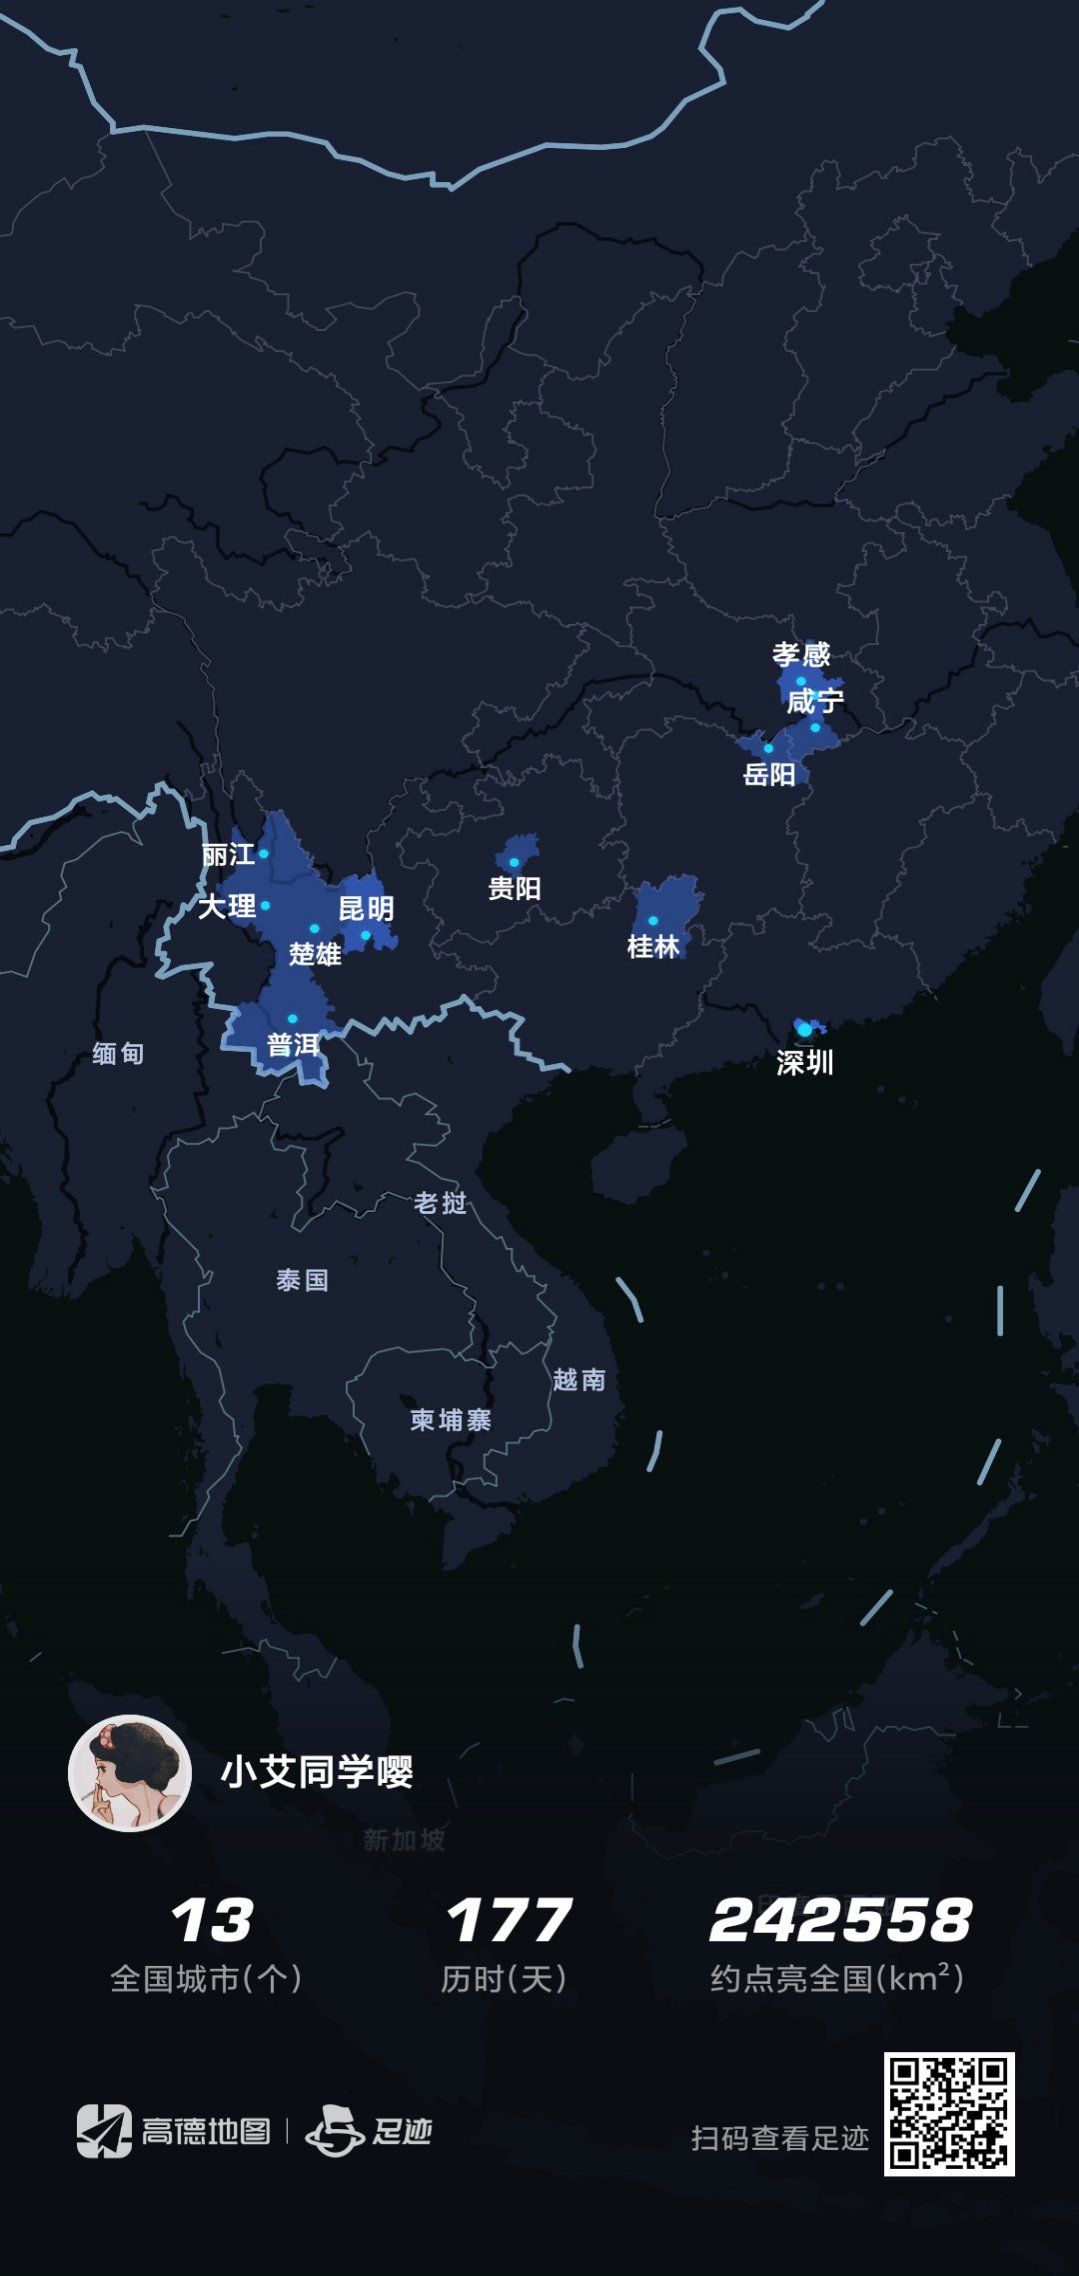 孝感
咸宁
岳阳
丽江
贵阳
大理
昆明
桂林
楚雄
普洱
缅甸
深圳
老挝
泰国
越南
柬埔寨
小艾同学嘤
新加坡
13
177
242558
全国城市(个)
历时(天)
约点亮全国(km²)
高德地图 | 足迹
扫码查看足迹